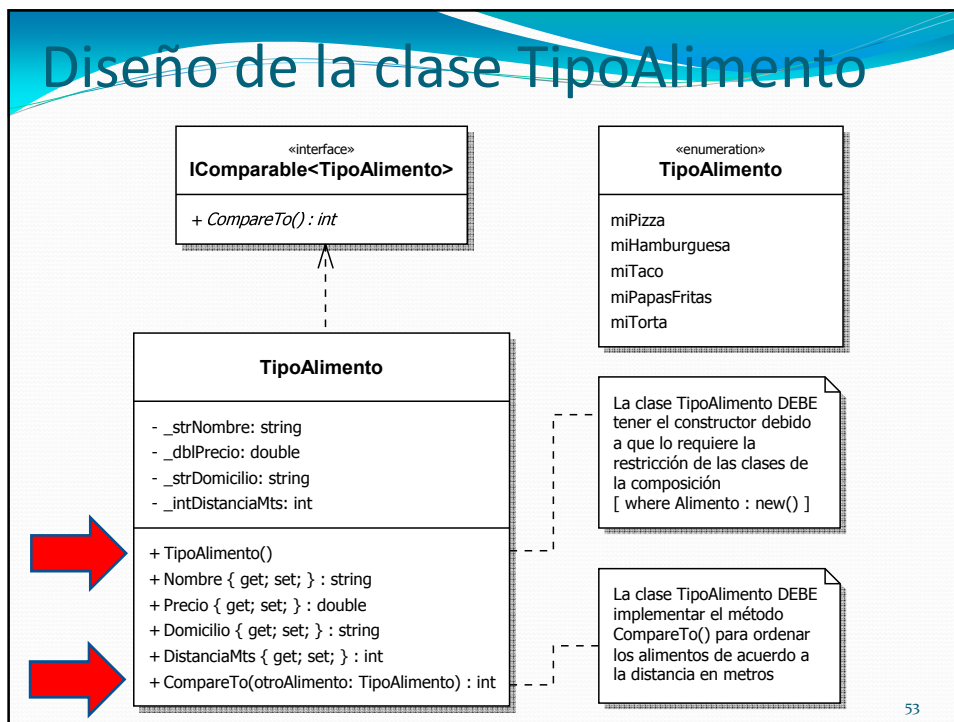 Diseño de la clase TipoAlimento
«interface»
IComparable<TipoAlimento>
+ CompareTo() : int
«enumeration»
TipoAlimento
miPizza
miHamburguesa
miTaco
miPapasFritas
miTorta
TipoAlimento
- _strNombre: string
- _dblPrecio: double
- _strDomicilio: string
- _intDistanciaMts: int
+ TipoAlimento()
+ Nombre { get; set; } : string
+ Precio { get; set; } : double
+ Domicilio { get; set; } : string
+ DistanciaMts { get; set; } : int
+ CompareTo(otroAlimento: TipoAlimento) : int
La clase TipoAlimento DEBE
tener el constructor debido
a que lo requiere la
restricción de las clases de
la composición
[ where Alimento : new() ]
La clase TipoAlimento DEBE
implementar el método
CompareTo() para ordenar
los alimentos de acuerdo a
la distancia en metros
53